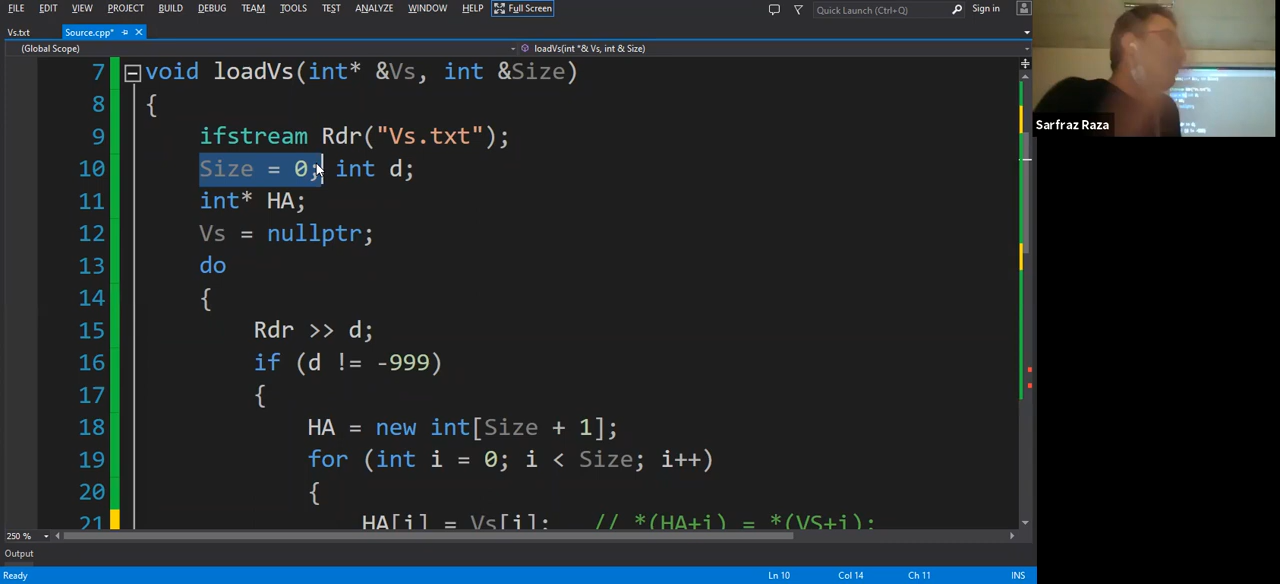 FILE EDIT VIEW PROJECT BUILD DEBUG TEAM TOOLS TEST ANALYZE WINDOW HELP Full Screen Quick Launch (Ctrl+Q) Sign in
Vs.txt Source.cpp*
(Global Scope) loadVs(int *& Vs, int & Size)
7 void loadVs(int* &Vs, int &Size)
8 {
9 ifstream Rdr("Vs.txt");
10 Size = 0; int d;
11 int* HA;
12 Vs = nullptr;
13 do
14 {
15 Rdr >> d;
16 if (d != -999)
17 {
18 HA = new int[Size + 1];
19 for (int i = 0; i < Size; i++)
20 {
21 HA[i] = Vs[i]; // *(HA+i) = *(VS+i);
250 %
Output
Ready Ln 10 Col 14 Ch 11 INS
Sarfraz Raza